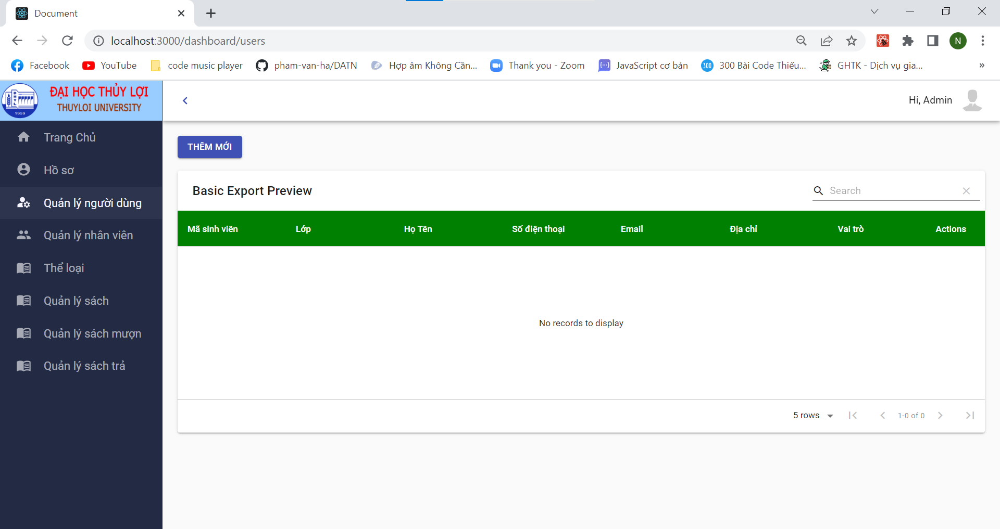 Document
localhost:3000/dashboard/users
N
Facebook
YouTube
code music player
pham-van-ha/DATN
Hợp âm Không Cần...
Thank you - Zoom
JavaScript cơ bản
300
300 Bài Code Thiếu...
GHTK - Dịch vụ gia...
»
1959
ĐẠI HỌC THỦY LỢI
THUYLOI UNIVERSITY
Hi, Admin
Trang Chủ
Hồ sơ
Quản lý người dùng
Quản lý nhân viên
Thể loại
Quản lý sách
Quản lý sách mượn
Quản lý sách trả
THÊM MỚI
Basic Export Preview
Search
Mã sinh viên
Lớp
Họ Tên
Số điện thoại
Email
Địa chỉ
Vai trò
Actions
No records to display
5 rows
1-0 of 0